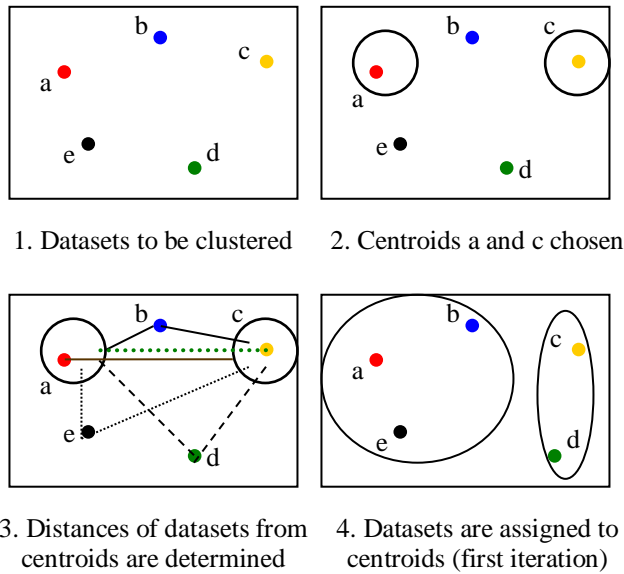 b
c
a
e
d
b
c
a
e
d
1. Datasets to be clustered
2. Centroids a and c chosen
b
c
a
e
d
b
c
a
d
e
3. Distances of datasets from
centroids are determined
4. Datasets are assigned to
centroids (first iteration)